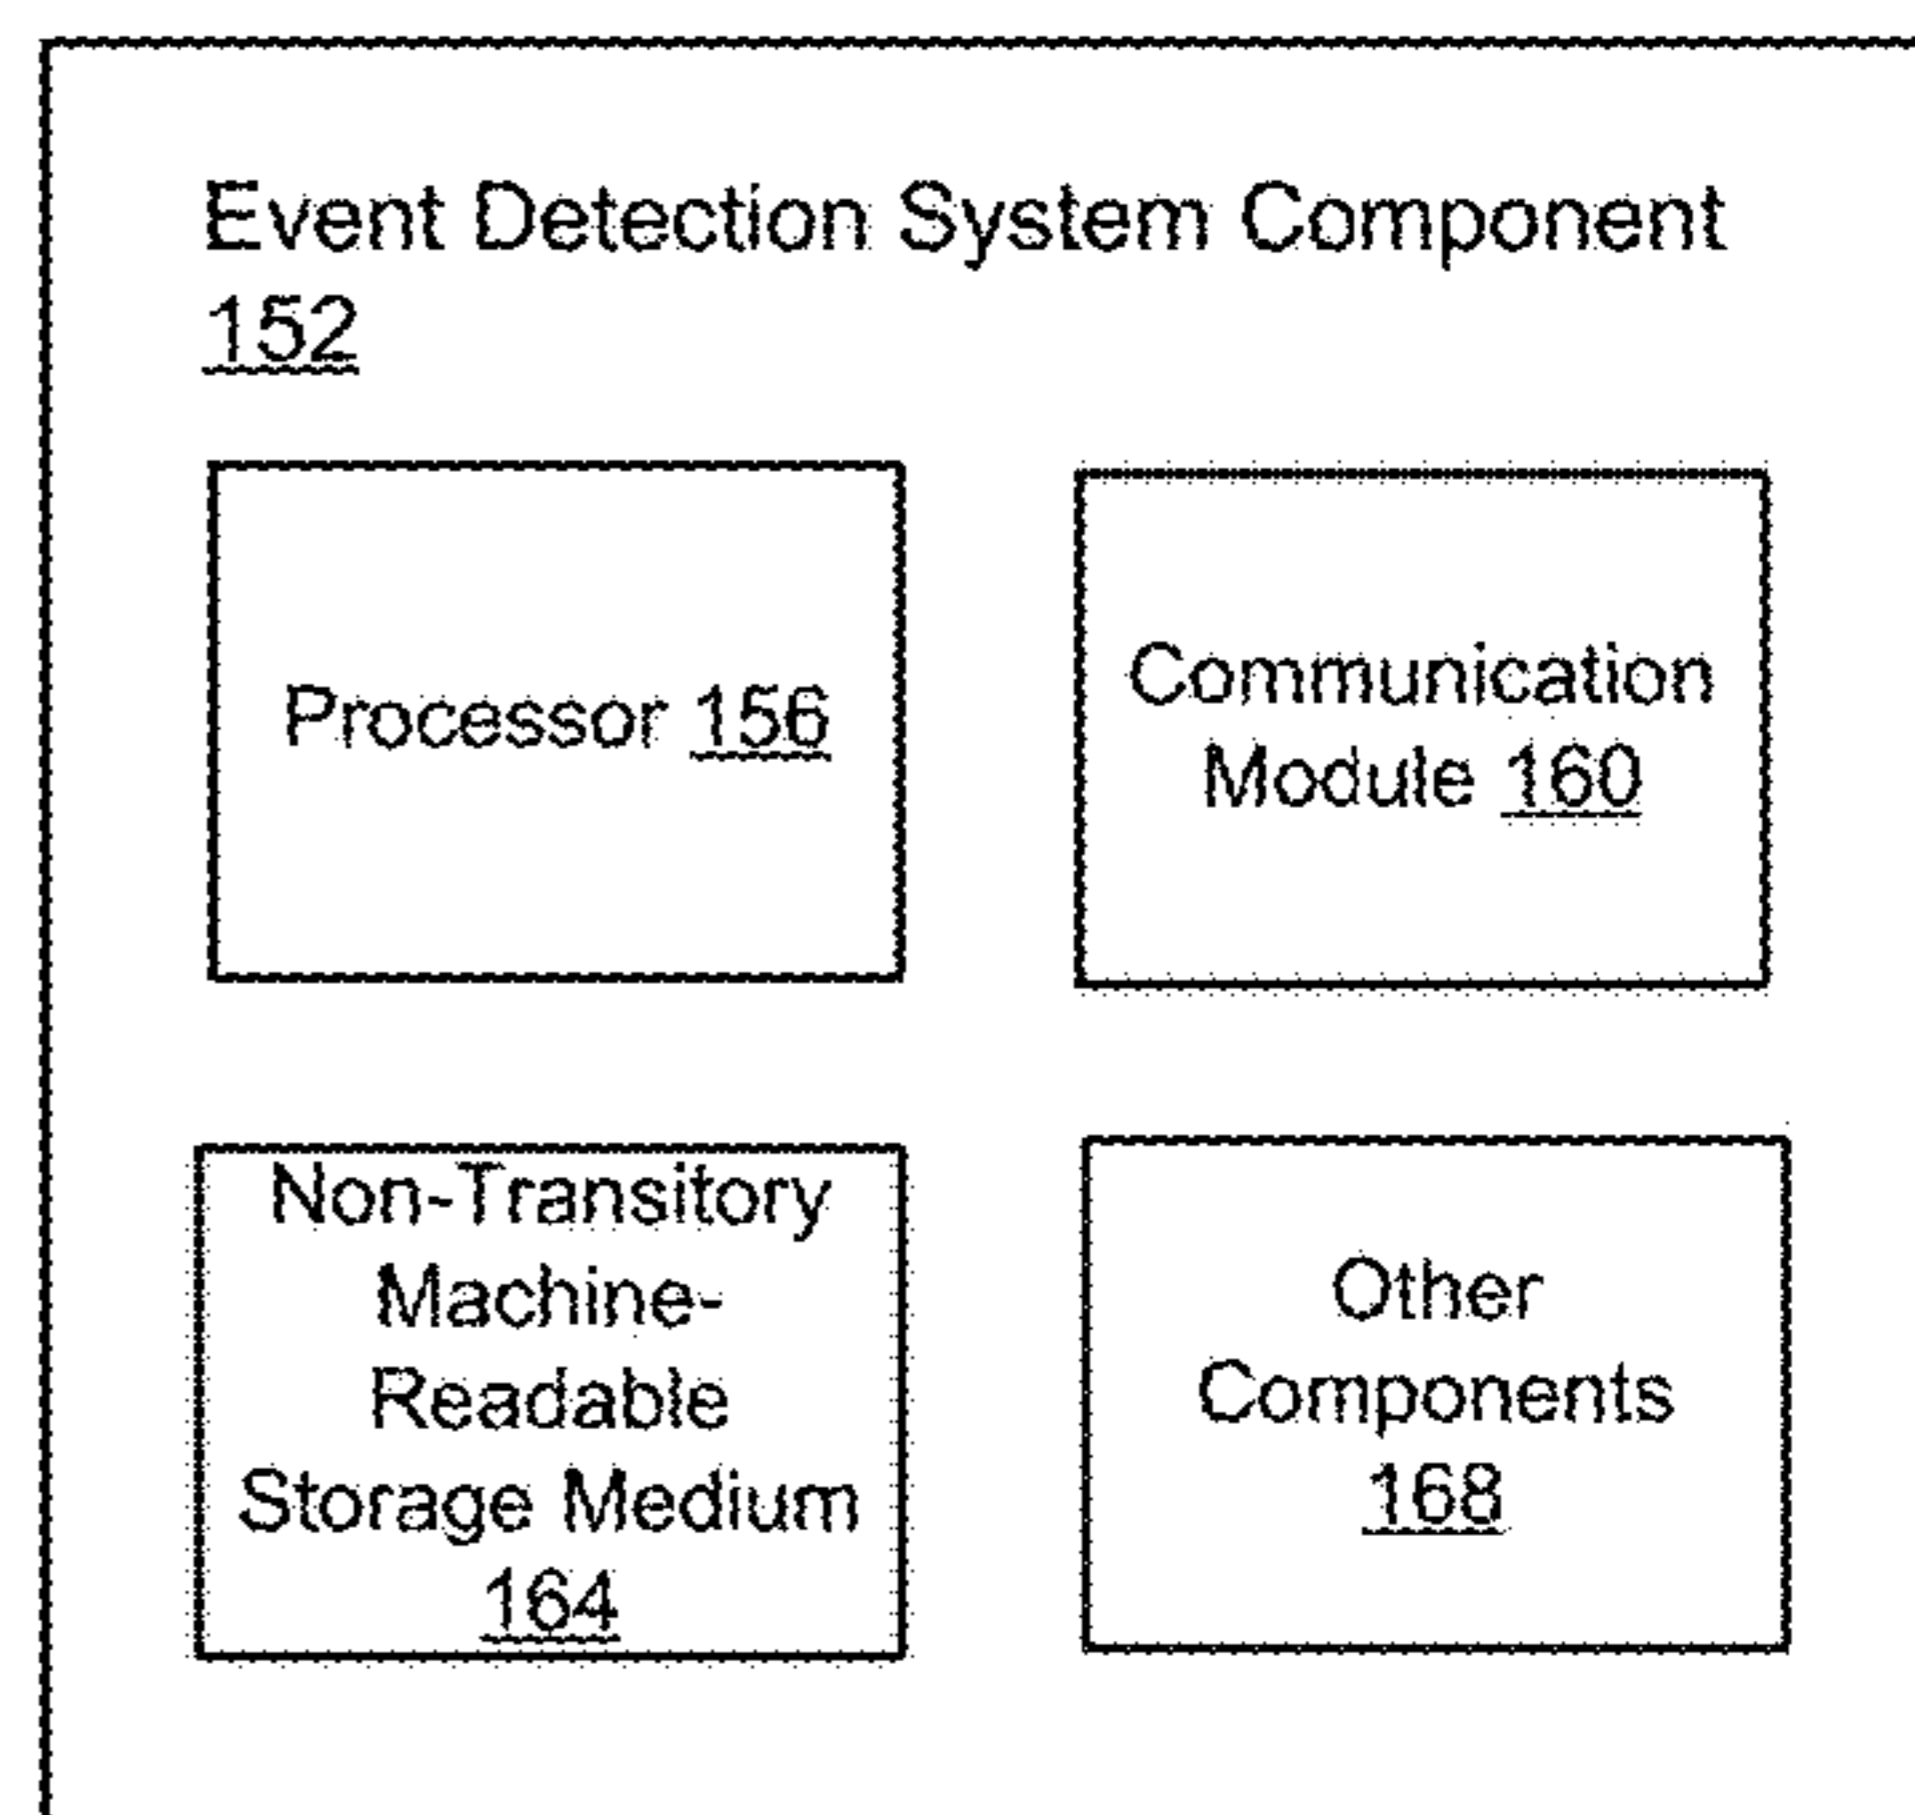 Event Detection System Component
152
Processor 156
Communication
Module 160
Non-Transitory
Machine-
Readable
Storage Medium
164
Other
Components
168